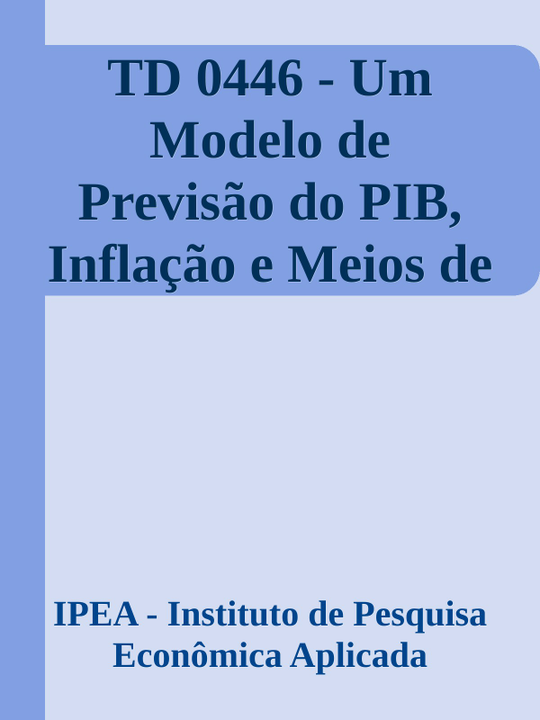 TD 0446 - Um
Modelo de
Previsão do PIB,
Inflação e Meios de
IPEA - Instituto de Pesquisa
Econômica Aplicada